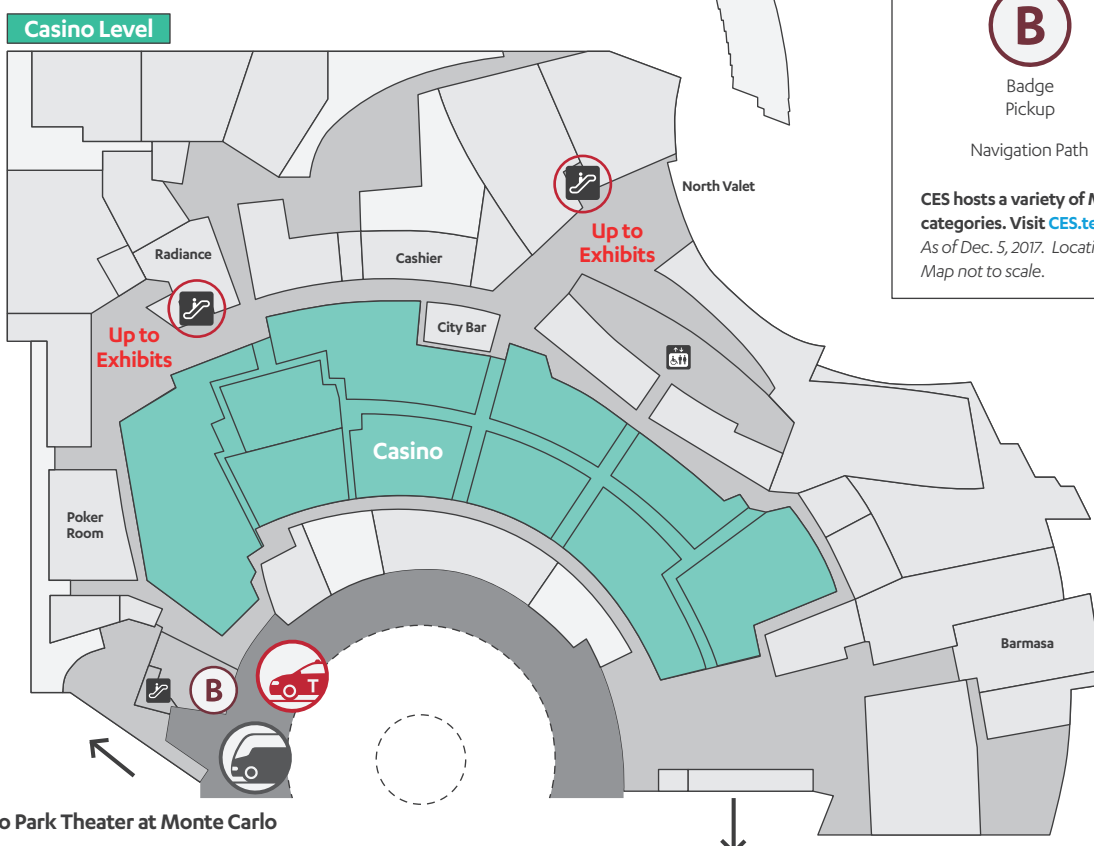 Casino Level
B
Badge
Pickup
Navigation Path
CES hosts a variety of
categories. Visit CES.te
As of Dec. 5, 2017.
Map not to scale.
North Valet
Up to
Exhibits
Radiance
Cashier
City Bar
Up to
Exhibits
Casino
Poker
Room
Barmasa
B
T
Park Theater at Monte Carlo